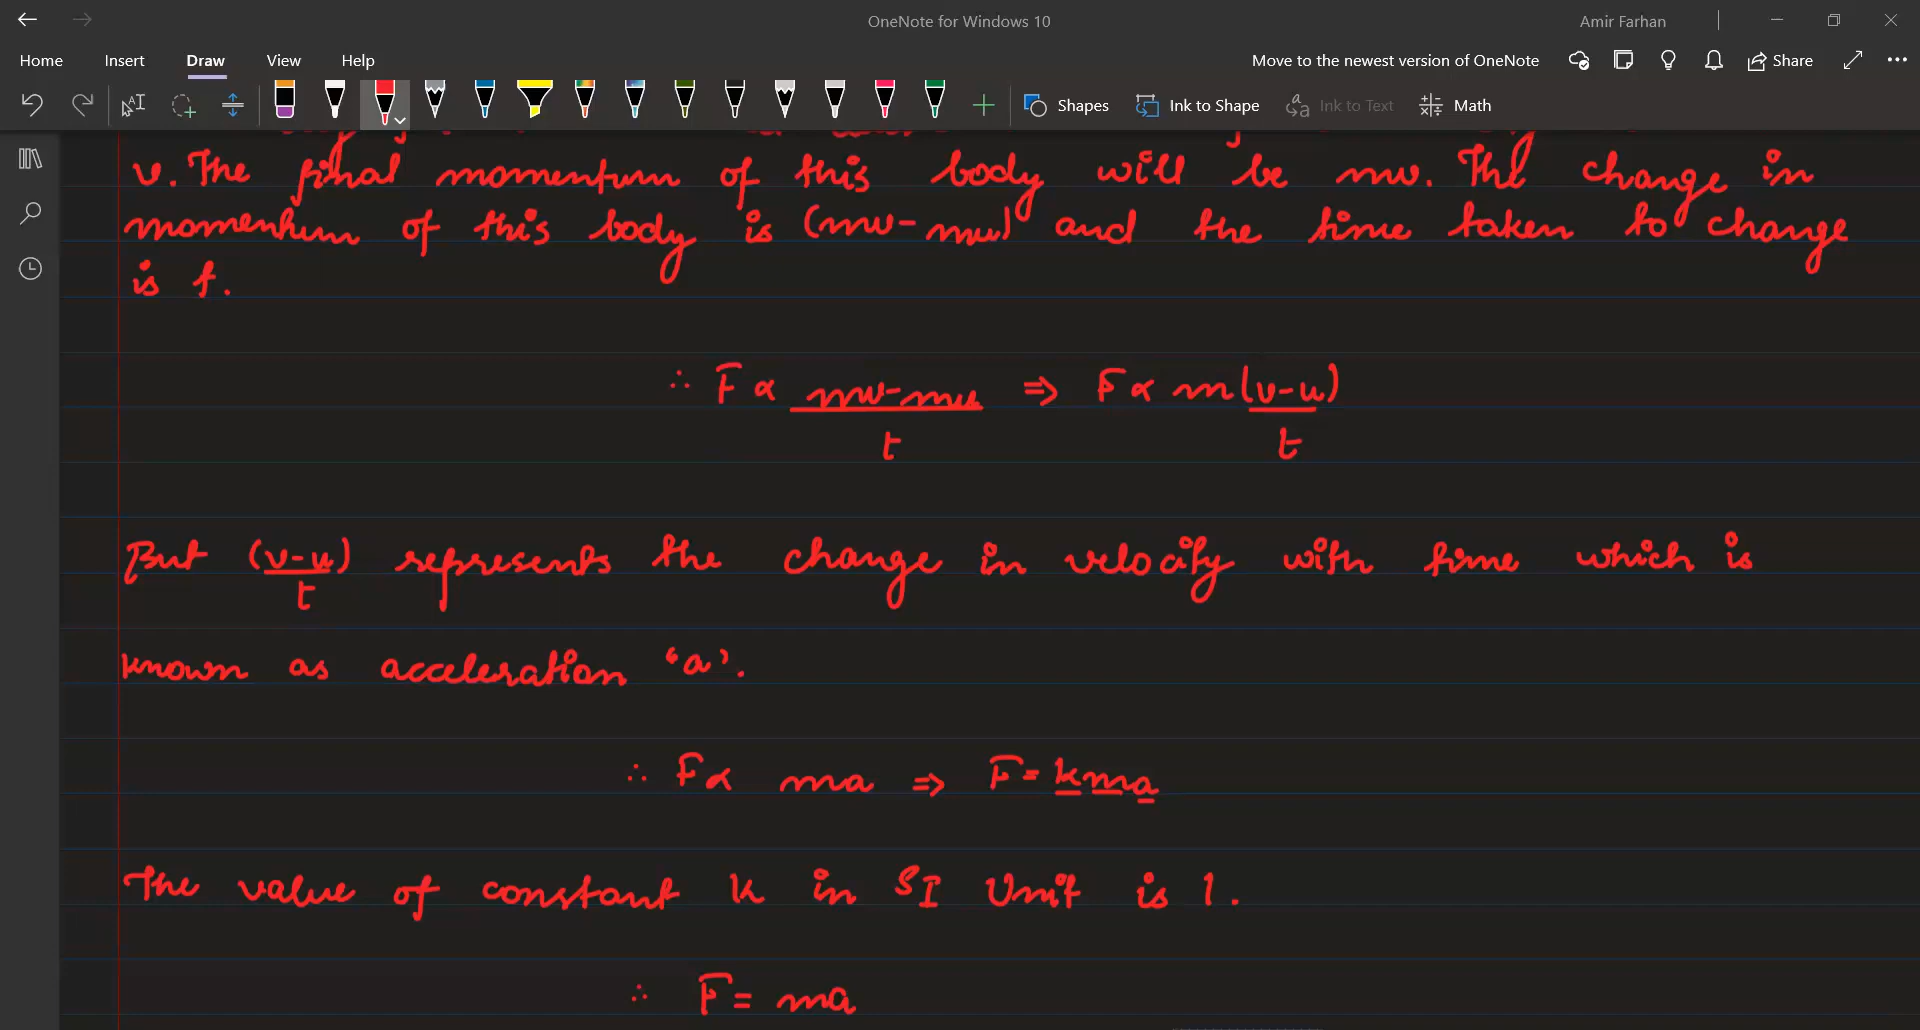 OneNote for Windows 10
Amir Farhan
Home Insert Draw View Help
Move to the newest version of OneNote
Share
Shapes Ink to Shape Ink to Text Math
v. The final momentum of this body will be mv. The change in
momentum of this body is (mv-mu) and the time taken to change
is t.
∴ F ∝ mv-mu / t ⇒ F ∝ m(v-u) / t
But (v-u) / t represents the change in velocity with time which is
known as acceleration "a".
∴ F ∝ ma ⇒ F = kma
The value of constant k in SI Unit is 1.
∴ F = ma